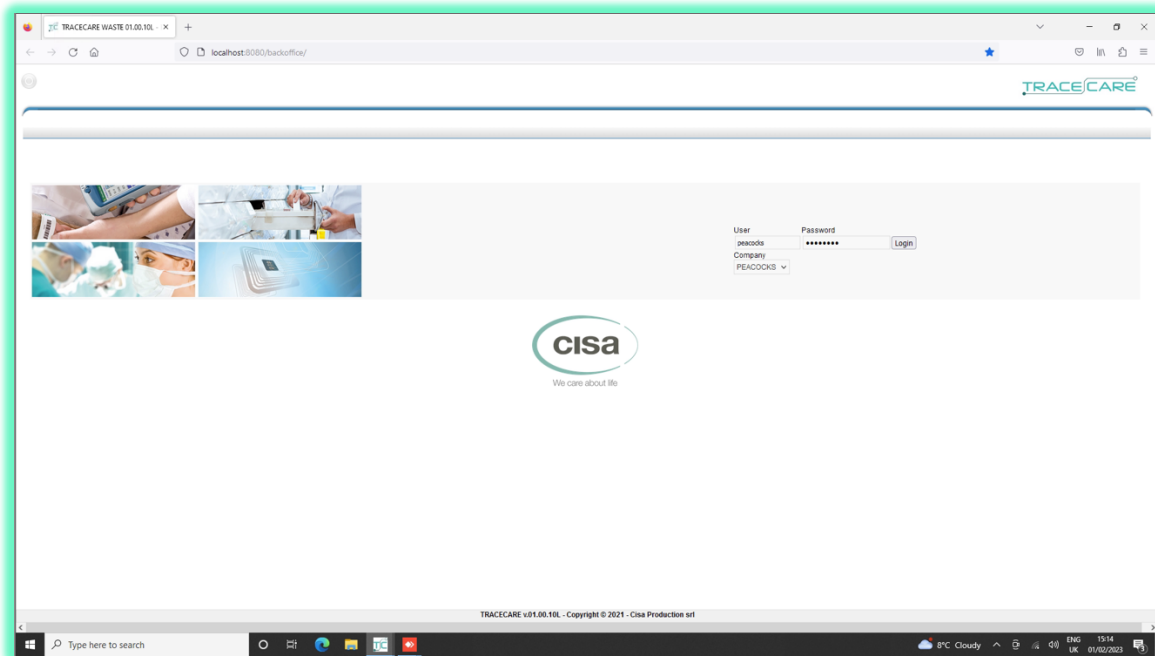 TRACECARE WASTE 01.00.10L -
localhost:8080/backoffice/
TRACECARE
User Password
peacocks •••••••• Login
Company
PEACOCKS
cisa
We care about life
TRACECARE v.01.00.10L - Copyright © 2021 - Cisa Production srl
Type here to search
TC
8°C Cloudy
ENG 15:14
UK 01/02/2023